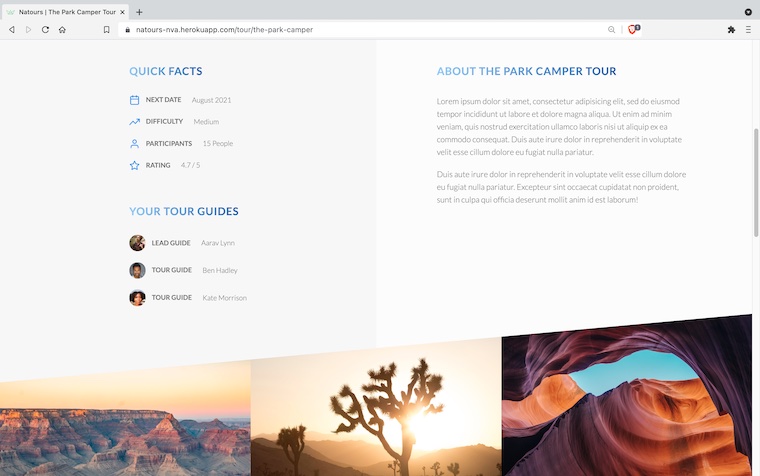 Natours | The Park Camper Tour
natours-nva.herokuapp.com/tour/the-park-camper
1
QUICK FACTS
NEXT DATE August 2021
DIFFICULTY Medium
PARTICIPANTS 15 People
RATING 4.7 / 5
YOUR TOUR GUIDES
LEAD GUIDE Aarav Lynn
TOUR GUIDE Ben Hadley
TOUR GUIDE Kate Morrison
ABOUT THE PARK CAMPER TOUR
Lorem ipsum dolor sit amet, consectetur adipisicing elit, sed do eiusmod
tempor incididunt ut labore et dolore magna aliqua. Ut enim ad minim
veniam, quis nostrud exercitation ullamco laboris nisi ut aliquip ex ea
commodo consequat. Duis aute irure dolor in reprehenderit in voluptate
velit esse cillum dolore eu fugiat nulla pariatur.
Duis aute irure dolor in reprehenderit in voluptate velit esse cillum dolore
eu fugiat nulla pariatur. Excepteur sint occaecat cupidatat non proident,
sunt in culpa qui officia deserunt mollit anim id est laborum!